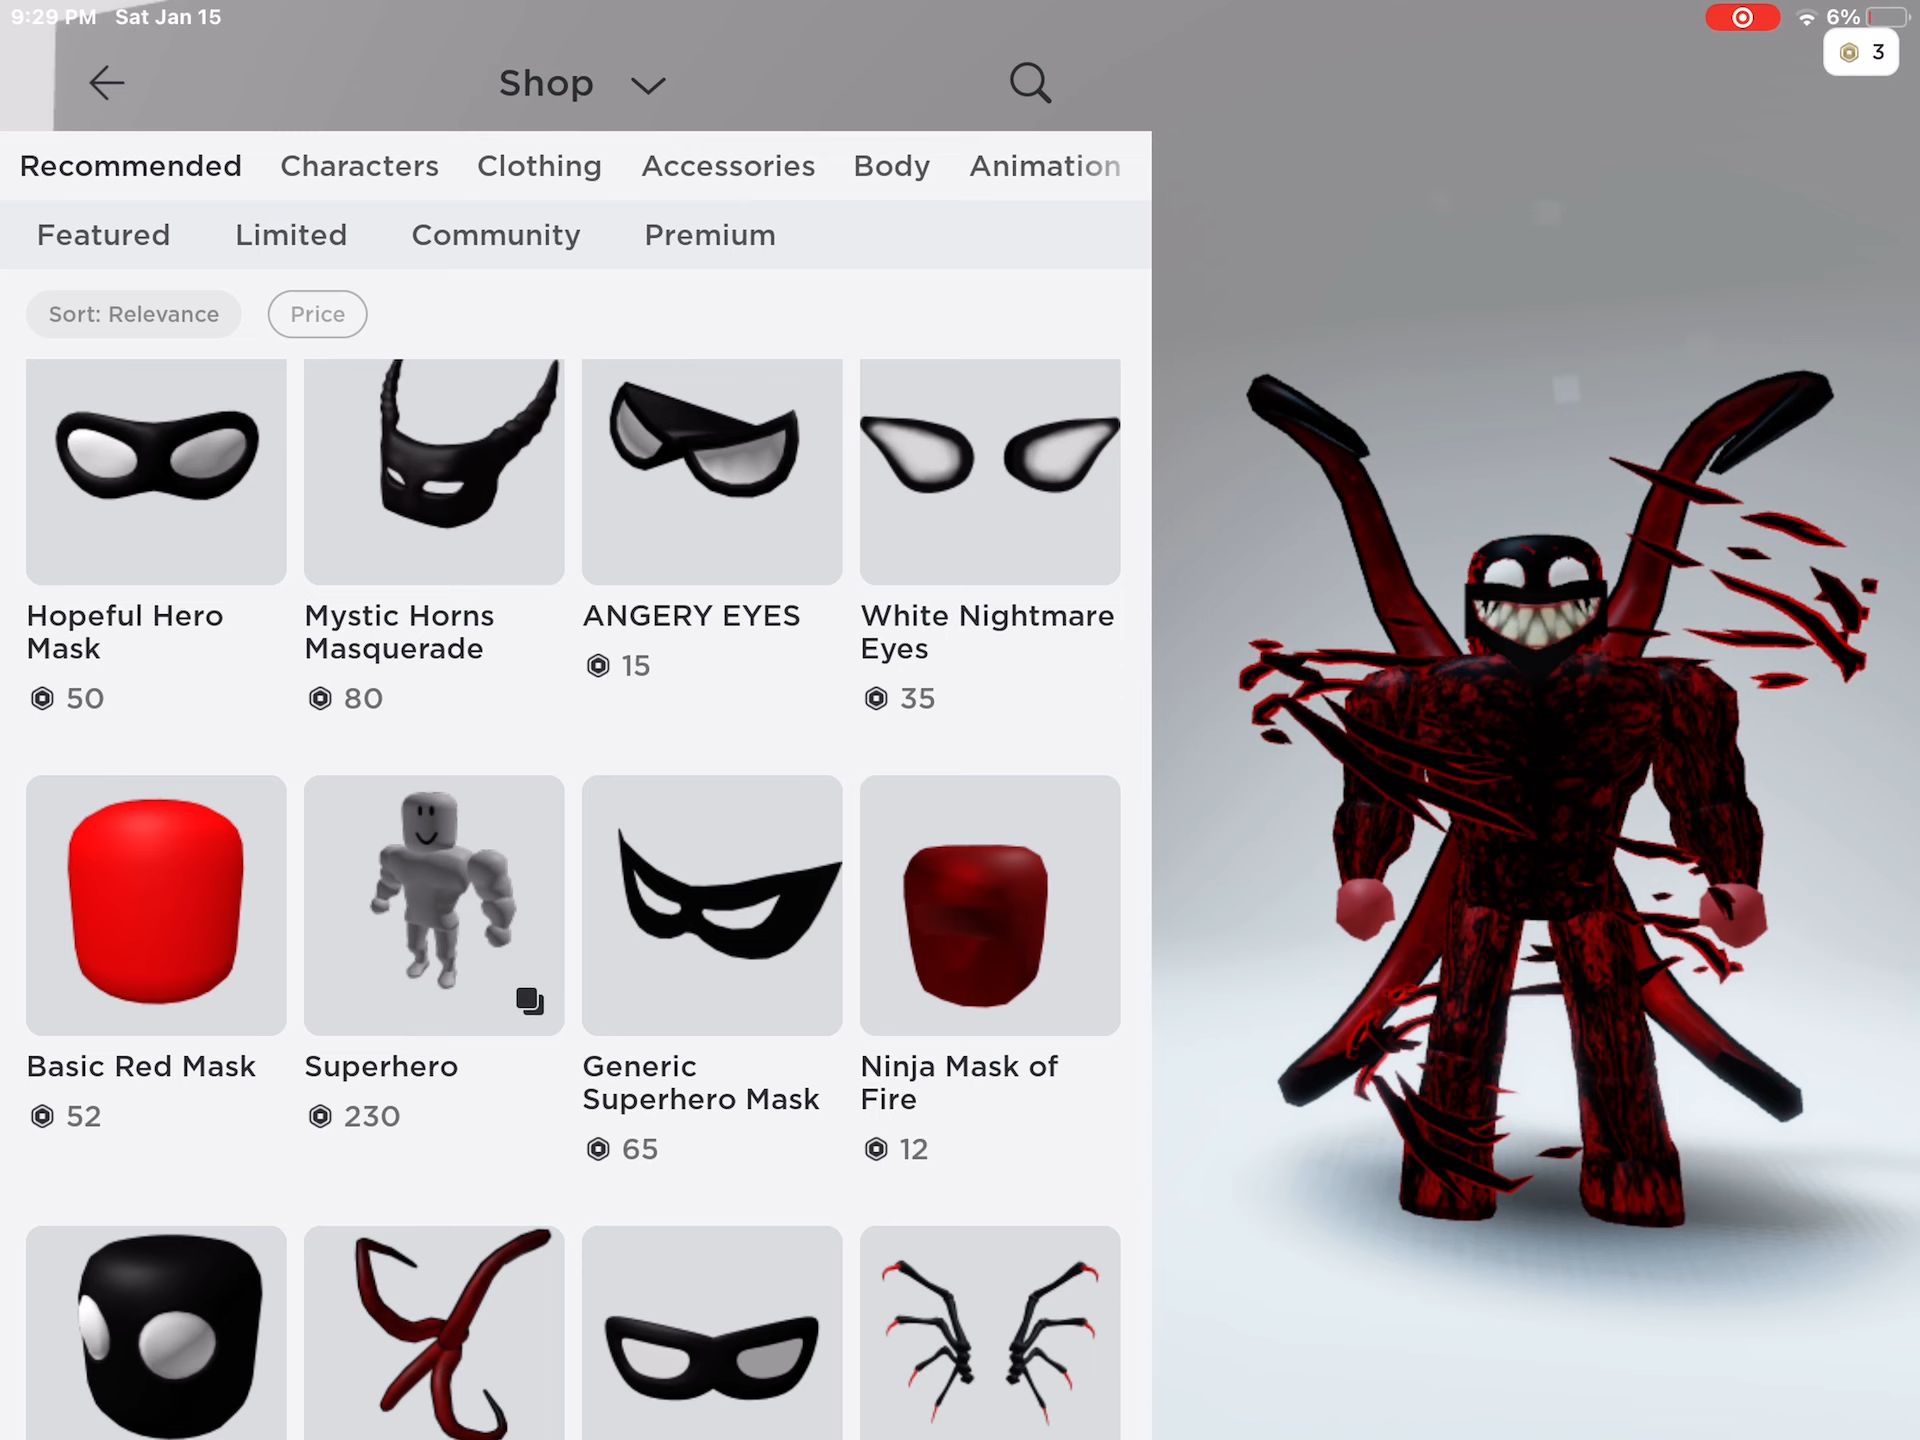 9:29 PM Sat Jan 15
6%
3
Shop
Recommended Characters Clothing Accessories Body Animation
Featured Limited Community Premium
Sort: Relevance Price
Hopeful Hero
Mask
50
Mystic Horns
Masquerade
80
ANGERY EYES
15
White Nightmare
Eyes
35
Basic Red Mask
52
Superhero
230
Generic
Superhero Mask
65
Ninja Mask of
Fire
12